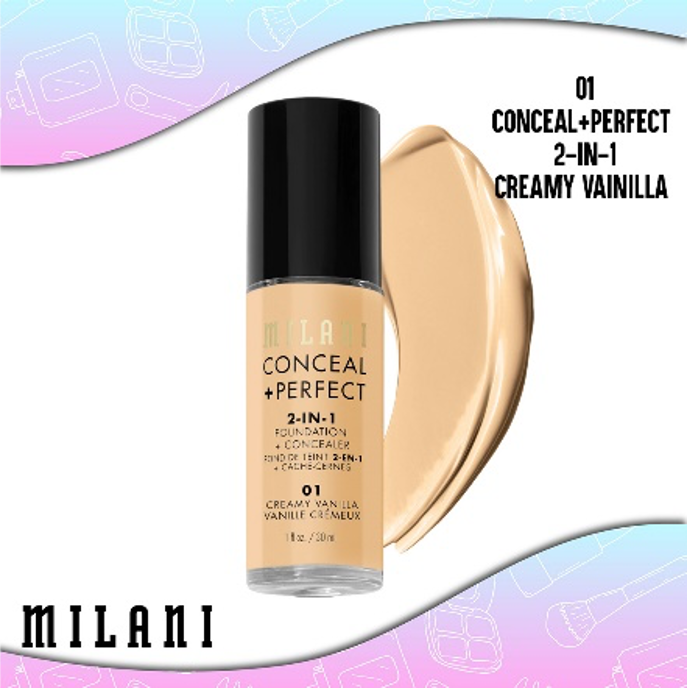 01
CONCEAL+PERFECT
2-IN-1
CREAMY VAINILLA
MILANI
CONCEAL
+PERFECT
2-IN-1
FOUNDATION
+ CONCEALER
FOND DE TEINT 2-EN-1
+ CACHE-CERNES
01
CREAMY VANILLA
VANILLE CRÉMEUX
1 fl oz. / 30 ml
MILANI